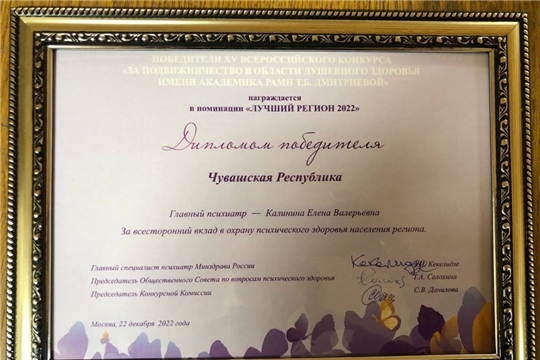 ПОБЕДИТЕЛИ XV ВСЕРОССИЙСКОГО КОНКУРСА
«ЗА ПОДВИЖНИЧЕСТВО В ОБЛАСТИ ДУШЕВНОГО ЗДОРОВЬЯ
ИМЕНИ АКАДЕМИКА РАМН Т.Б. ДМИТРИЕВОЙ»
награждается
в номинации «ЛУЧШИЙ РЕГИОН 2022»
Дипломом победителя
Чувашская Республика
Главный психиатр — Калинина Елена Валерьевна
За всесторонний вклад в охрану психического здоровья населения региона.
Главный специалист психиатр Минздрава России Кекелидзе
Председатель Общественного Совета по вопросам психического здоровья Т.А. Солохина
Председатель Конкурсной Комиссии С.В. Данилова
Москва, 22 декабря 2022 года